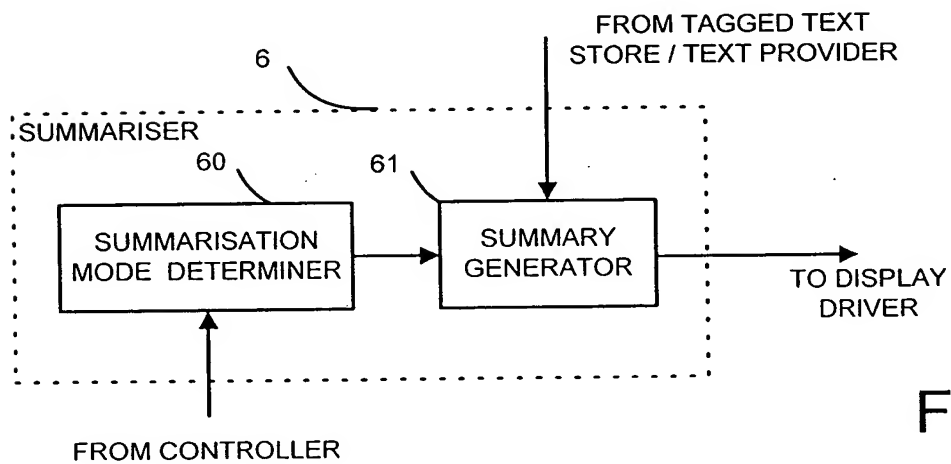 FROM TAGGED TEXT
STORE / TEXT PROVIDER
6
SUMMARISER
60
61
SUMMARISATION
MODE DETERMINER
SUMMARY
GENERATOR
TO DISPLAY
DRIVER
FROM CONTROLLER
F